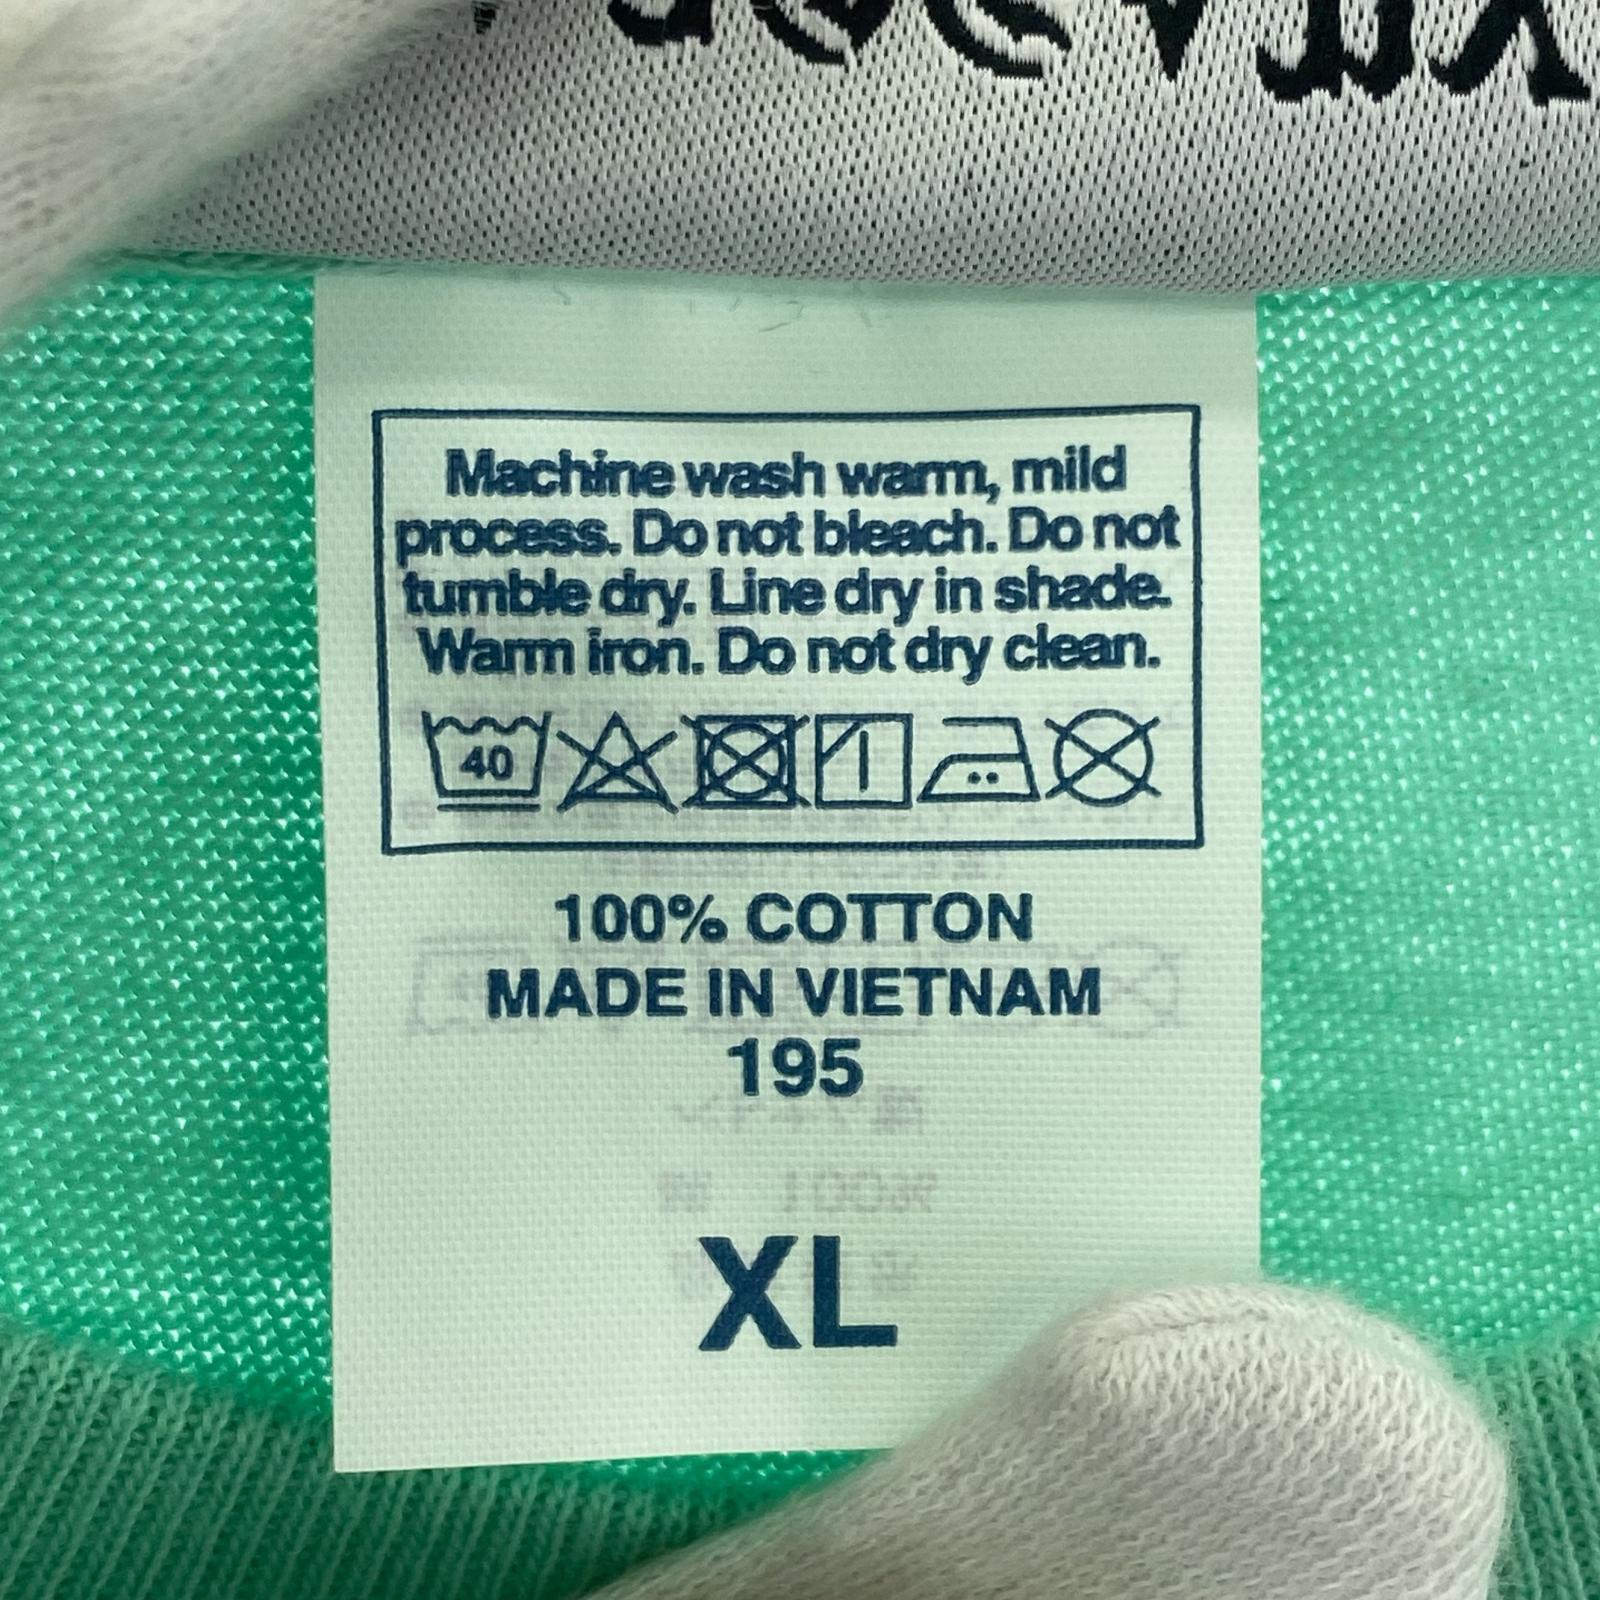 Machine wash warm, mild
process. Do not bleach. Do not
tumble dry. Line dry in shade.
Warm iron. Do not dry clean.
40
100% COTTON
MADE IN VIETNAM
195
XL